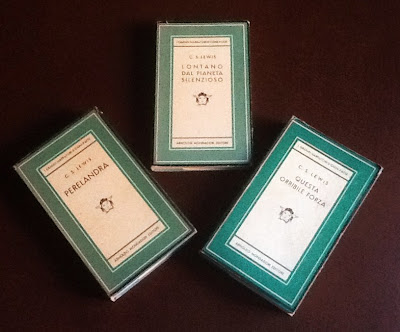 C. S. LEWIS
LONTANO
DAL PIANETA
SILENZIOSO
ARNOLDO MONDADORI EDITORE
C. S. LEWIS
PERELANDRA
ARNOLDO MONDADORI EDITORE
C. S. LEWIS
QUESTA
ORRIBILE FORZA
ARNOLDO MONDADORI EDITORE